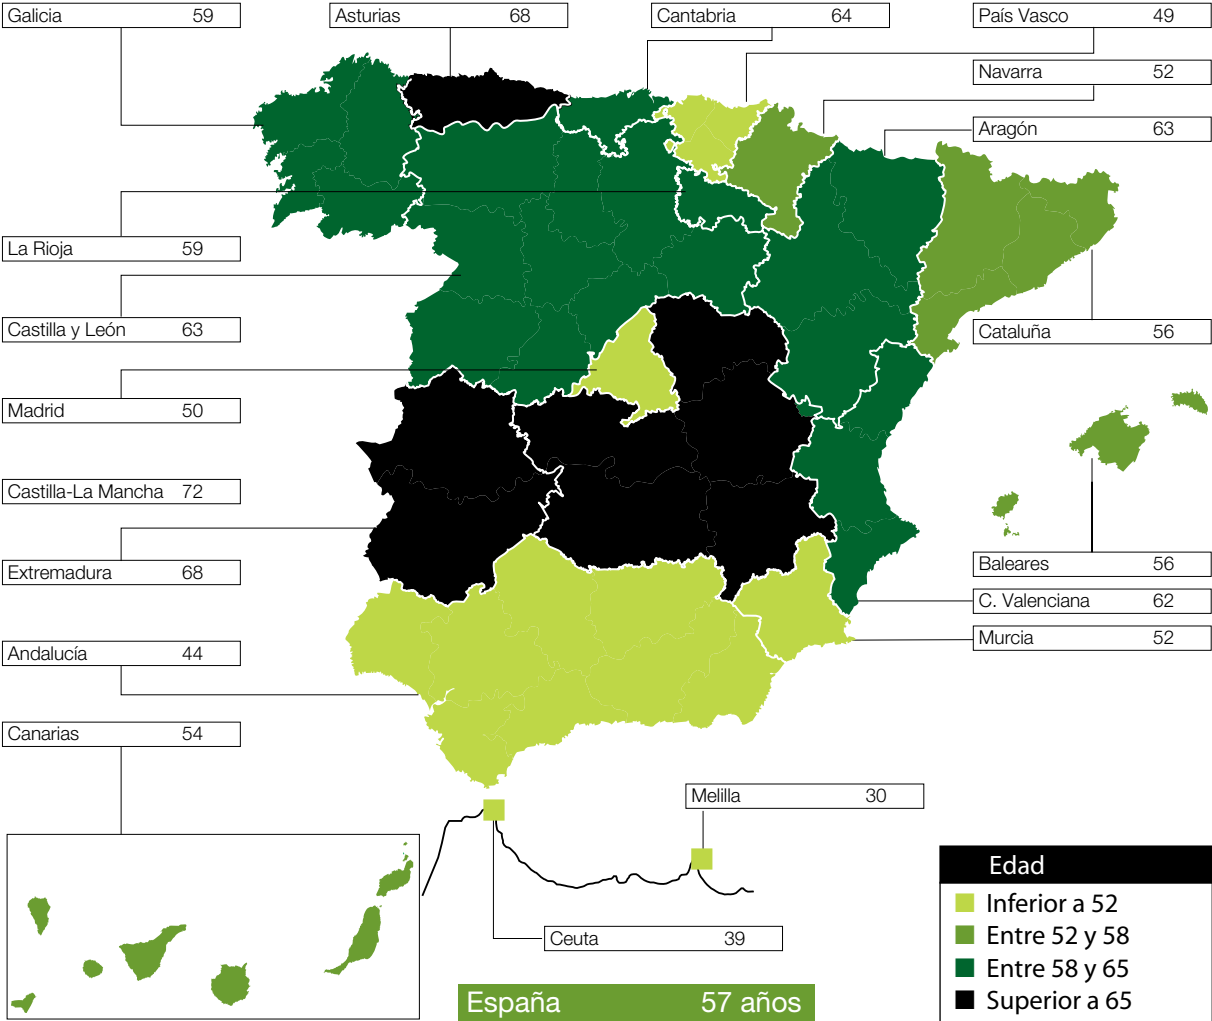 Galicia 59
Asturias 68
Cantabria 64
País Vasco 49
Navarra 52
Aragón 63
La Rioja 59
Castilla y León 63
Cataluña 56
Madrid 50
Castilla-La Mancha 72
Extremadura 68
Baleares 56
C. Valenciana 62
Murcia 52
Andalucía 44
Canarias 54
Melilla 30
Ceuta 39
Edad
Inferior a 52
Entre 52 y 58
Entre 58 y 65
Superior a 65
España 57 años